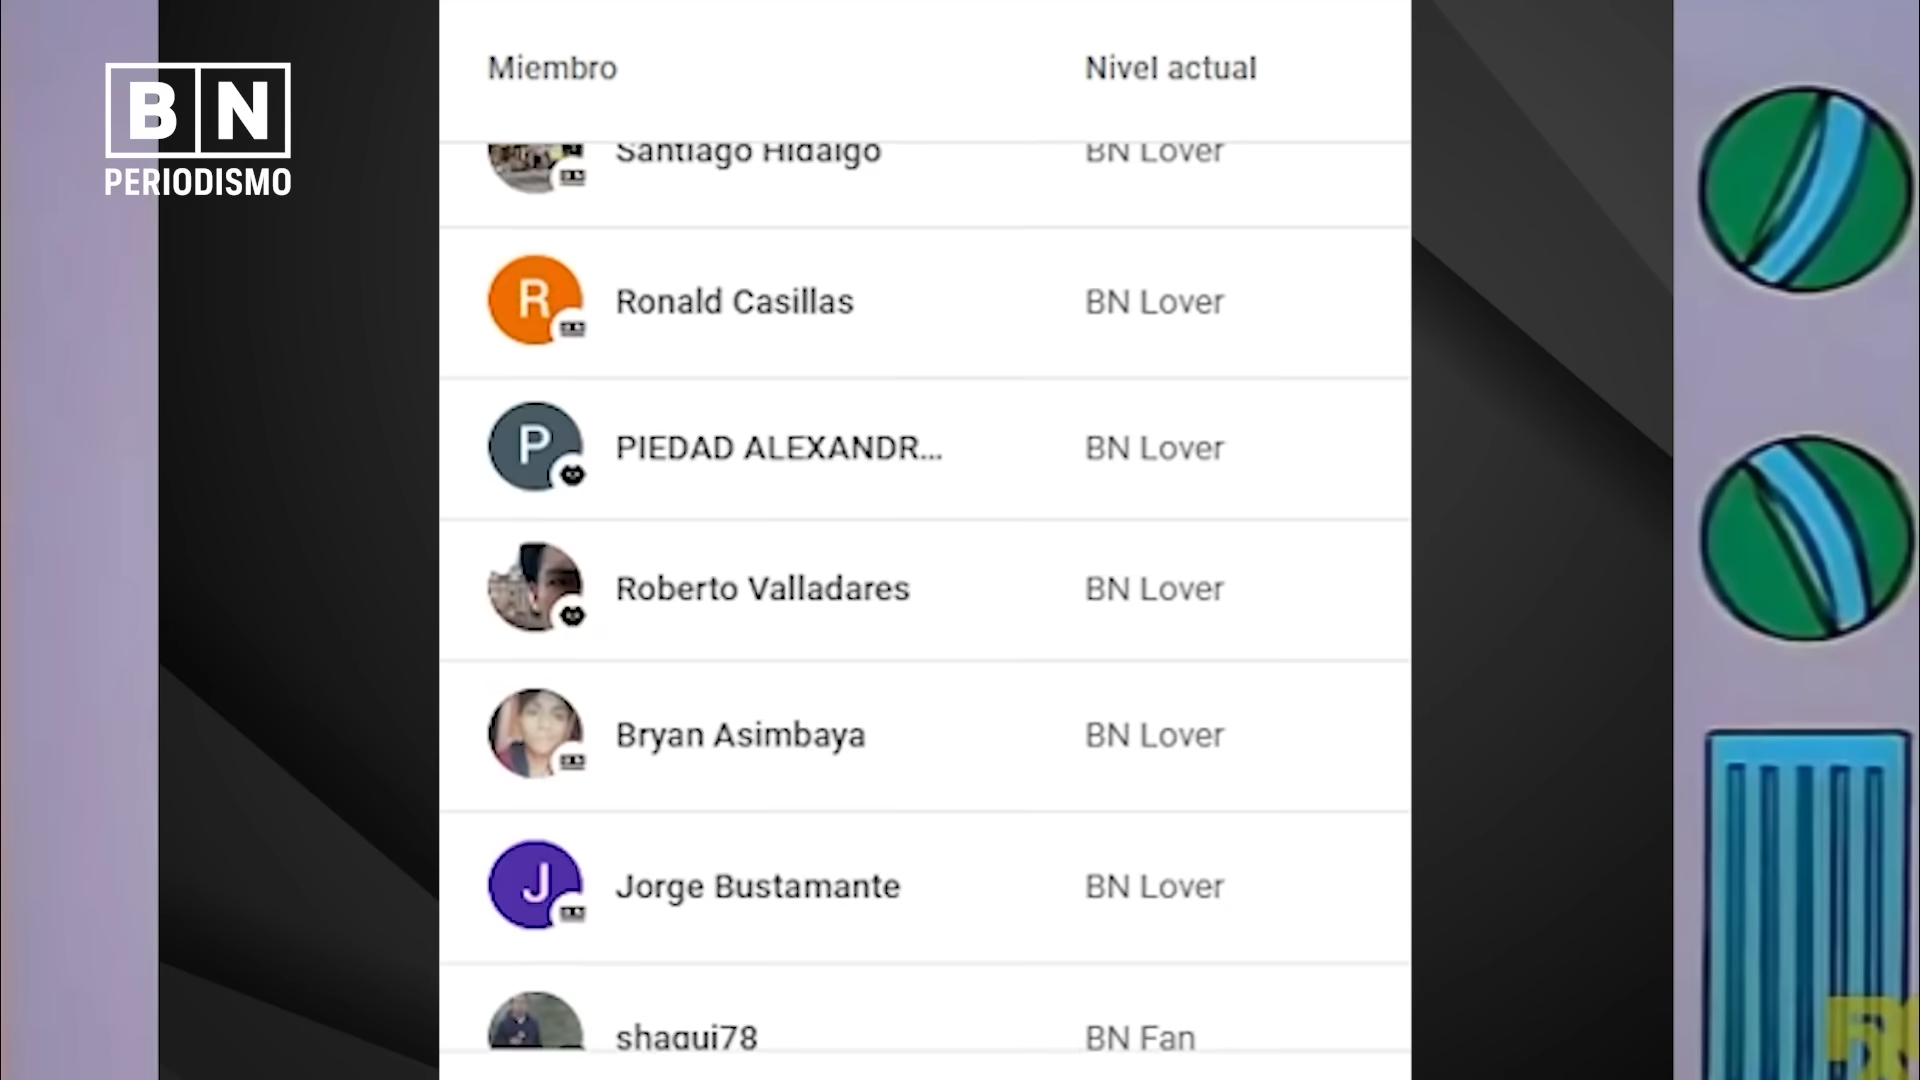 BN
PERIODISMO
Miembro Nivel actual
Santiago Hidalgo BN Lover
R Ronald Casillas BN Lover
P PIEDAD ALEXANDR... BN Lover
Roberto Valladares BN Lover
Bryan Asimbaya BN Lover
J Jorge Bustamante BN Lover
shaqui78 BN Fan